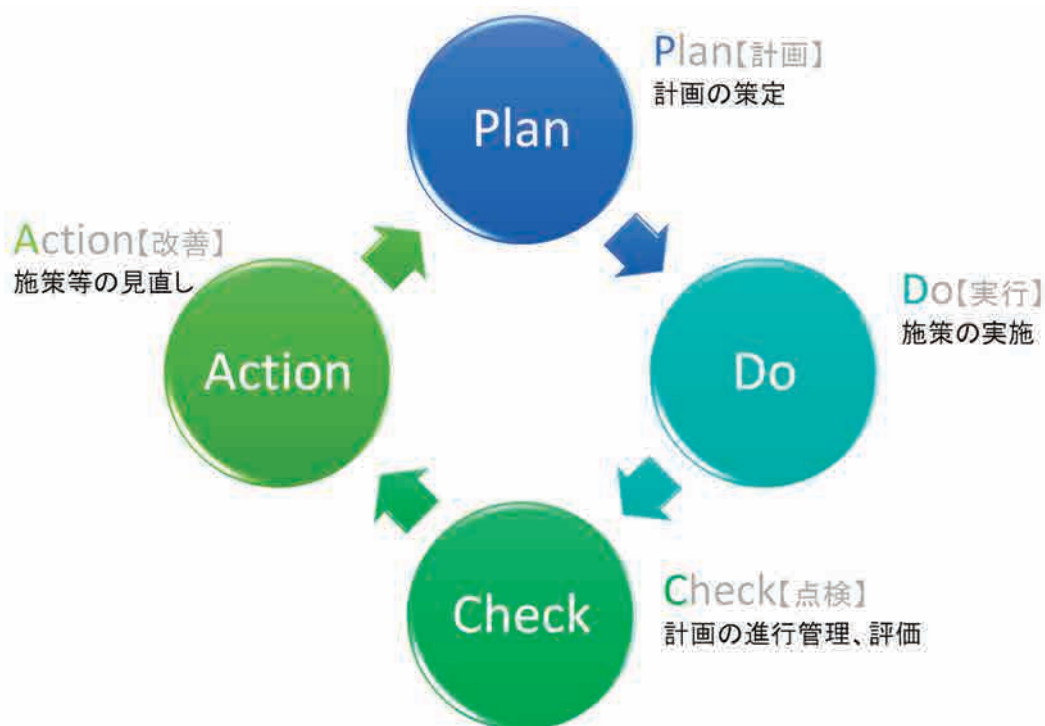 Plan
Plan【計画】
計画の策定
Do
Do【実行】
施策の実施
Check
Check【点検】
計画の進行管理、評価
Action【改善】
施策等の見直し
Action